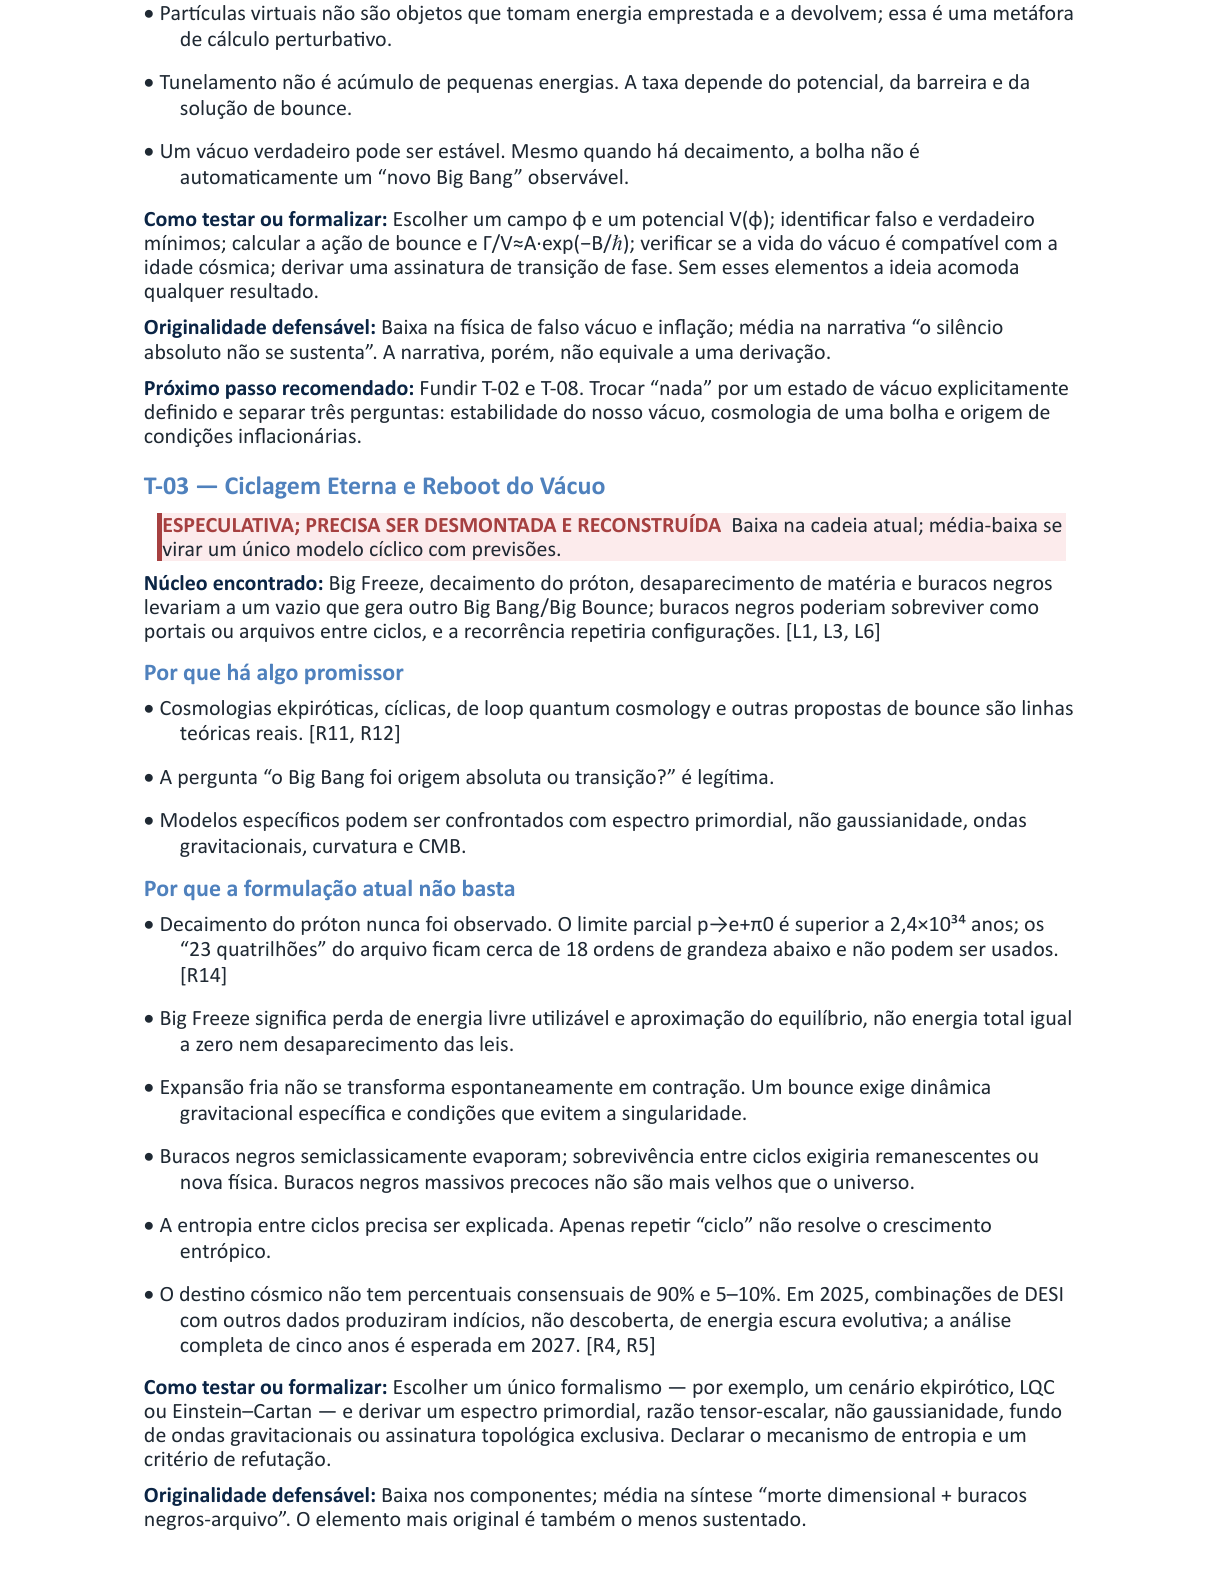 • Partículas virtuais não são objetos que tomam energia emprestada e a devolvem; essa é uma metáfora
de cálculo perturbativo.
• Tunelamento não é acúmulo de pequenas energias. A taxa depende do potencial, da barreira e da
solução de bounce.
• Um vácuo verdadeiro pode ser estável. Mesmo quando há decaimento, a bolha não é
automaticamente um “novo Big Bang” observável.
Como testar ou formalizar: Escolher um campo ϕ e um potencial V(ϕ); identificar falso e verdadeiro
mínimos; calcular a ação de bounce e Γ/V≈A·exp(−B/ℏ); verificar se a vida do vácuo é compatível com a
idade cósmica; derivar uma assinatura de transição de fase. Sem esses elementos a ideia acomoda
qualquer resultado.
Originalidade defensável: Baixa na física de falso vácuo e inflação; média na narrativa “o silêncio
absoluto não se sustenta”. A narrativa, porém, não equivale a uma derivação.
Próximo passo recomendado: Fundir T-02 e T-08. Trocar “nada” por um estado de vácuo explicitamente
definido e separar três perguntas: estabilidade do nosso vácuo, cosmologia de uma bolha e origem de
condições inflacionárias.
T-03 — Ciclagem Eterna e Reboot do Vácuo
ESPECULATIVA; PRECISA SER DESMONTADA E RECONSTRUÍDA Baixa na cadeia atual; média-baixa se
virar um único modelo cíclico com previsões.
Núcleo encontrado: Big Freeze, decaimento do próton, desaparecimento de matéria e buracos negros
levariam a um vazio que gera outro Big Bang/Big Bounce; buracos negros poderiam sobreviver como
portais ou arquivos entre ciclos, e a recorrência repetiria configurações. [L1, L3, L6]
Por que há algo promissor
• Cosmologias ekpiróticas, cíclicas, de loop quantum cosmology e outras propostas de bounce são linhas
teóricas reais. [R11, R12]
• A pergunta “o Big Bang foi origem absoluta ou transição?” é legítima.
• Modelos específicos podem ser confrontados com espectro primordial, não gaussianidade, ondas
gravitacionais, curvatura e CMB.
Por que a formulação atual não basta
• Decaimento do próton nunca foi observado. O limite parcial p→e+π0 é superior a 2,4×10³⁴ anos; os
“23 quatrilhões” do arquivo ficam cerca de 18 ordens de grandeza abaixo e não podem ser usados.
[R14]
• Big Freeze significa perda de energia livre utilizável e aproximação do equilíbrio, não energia total igual
a zero nem desaparecimento das leis.
• Expansão fria não se transforma espontaneamente em contração. Um bounce exige dinâmica
gravitacional específica e condições que evitem a singularidade.
• Buracos negros semiclassicamente evaporam; sobrevivência entre ciclos exigiria remanescentes ou
nova física. Buracos negros massivos precoces não são mais velhos que o universo.
• A entropia entre ciclos precisa ser explicada. Apenas repetir “ciclo” não resolve o crescimento
entrópico.
• O destino cósmico não tem percentuais consensuais de 90% e 5–10%. Em 2025, combinações de DESI
com outros dados produziram indícios, não descoberta, de energia escura evolutiva; a análise
completa de cinco anos é esperada em 2027. [R4, R5]
Como testar ou formalizar: Escolher um único formalismo — por exemplo, um cenário ekpirótico, LQC
ou Einstein–Cartan — e derivar um espectro primordial, razão tensor-escalar, não gaussianidade, fundo
de ondas gravitacionais ou assinatura topológica exclusiva. Declarar o mecanismo de entropia e um
critério de refutação.
Originalidade defensável: Baixa nos componentes; média na síntese “morte dimensional + buracos
negros-arquivo”. O elemento mais original é também o menos sustentado.